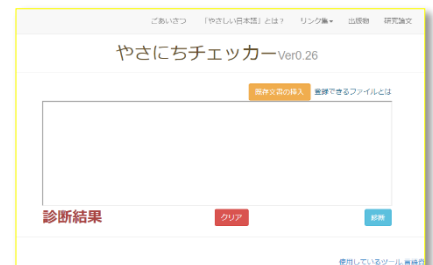 ごあいさつ 「やさしい日本語」とは? リンク集 出版物 研究論文
やさにちチェッカーVer0.26
既存文書の挿入 登録できるファイルとは
診断結果 クリア 診断
使用しているツール,言語